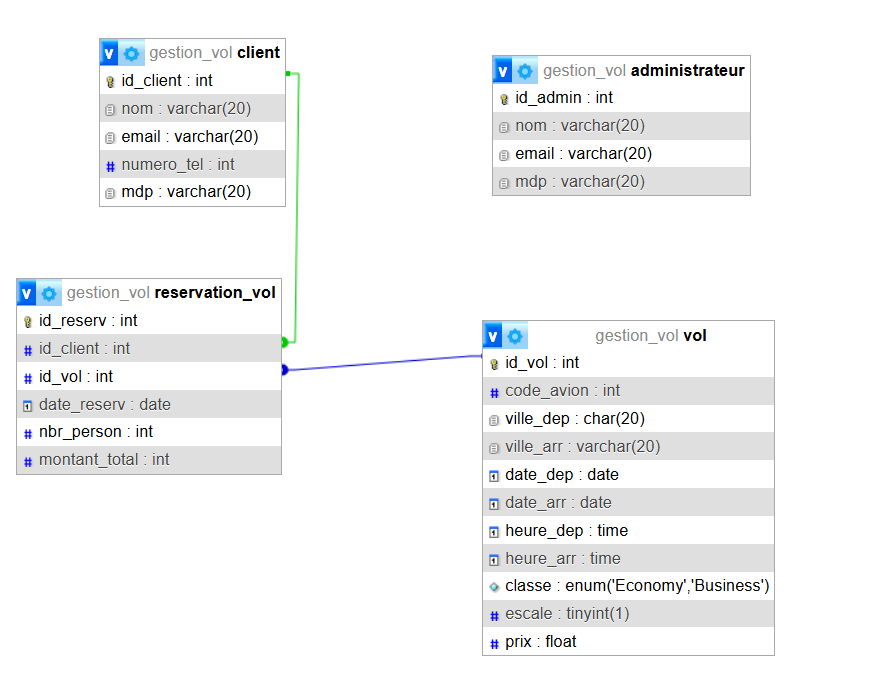 v gestion_vol client
id_client : int
nom : varchar(20)
email : varchar(20)
# numero_tel : int
mdp : varchar(20)
v gestion_vol administrateur
id_admin : int
nom : varchar(20)
email : varchar(20)
mdp : varchar(20)
v gestion_vol reservation_vol
id_reserv : int
# id_client : int
# id_vol : int
date_reserv : date
# nbr_person : int
# montant_total : int
v gestion_vol vol
id_vol : int
# code_avion : int
ville_dep : char(20)
ville_arr : varchar(20)
date_dep : date
date_arr : date
heure_dep : time
heure_arr : time
classe : enum('Economy','Business')
# escale : tinyint(1)
# prix : float